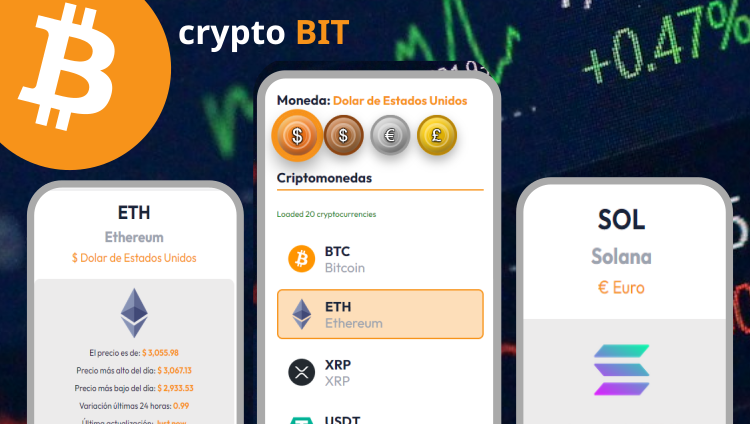 crypto BIT
+0.47%
Moneda: Dolar de Estados Unidos
$ $ € £
Criptomonedas
Loaded 20 cryptocurrencies
BTC
Bitcoin
ETH
Ethereum
XRP
XRP
USDT
ETH
Ethereum
$ Dolar de Estados Unidos
El precio es de: $ 3,055.98
Precio más alto del día: $ 3,067.13
Precio más bajo del día: $ 2,933.53
Variación últimas 24 horas: 0.99
Última actualización: Just now
SOL
Solana
€ Euro